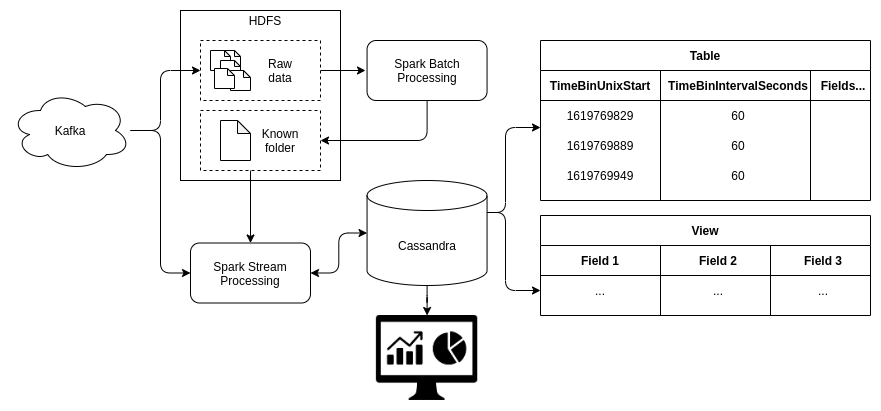 HDFS
Raw
data
Spark Batch
Processing
Kafka
Known
folder
Spark Stream
Processing
Cassandra
Table
TimeBinUnixStart TimeBinIntervalSeconds Fields...
1619769829 60
1619769889 60
1619769949 60
View
Field 1 Field 2 Field 3
... ... ...